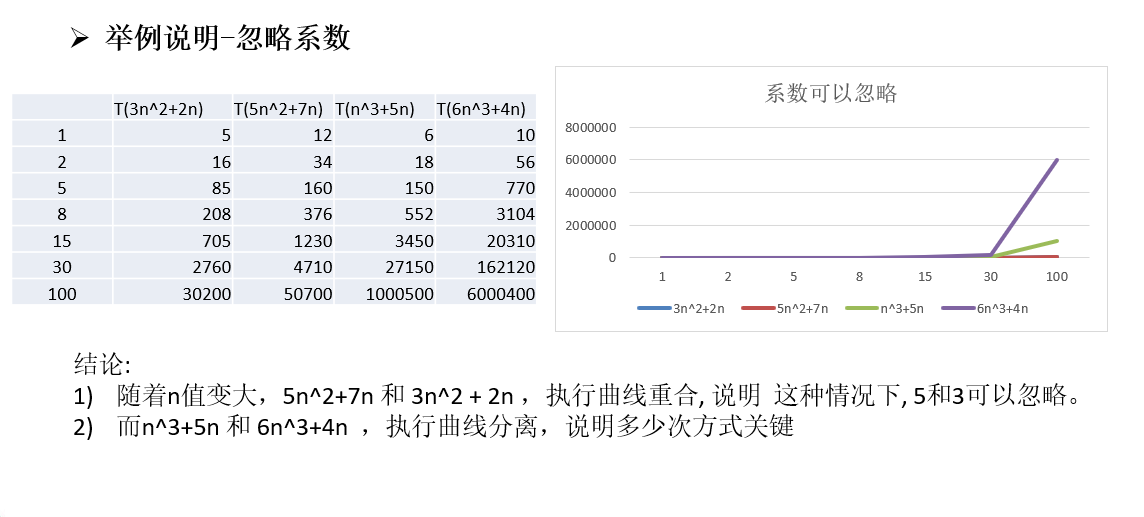 举例说明-忽略系数
T(3n^2+2n) T(5n^2+7n) T(n^3+5n) T(6n^3+4n)
1 5 12 6 10
2 16 34 18 56
5 85 160 150 770
8 208 376 552 3104
15 705 1230 3450 20310
30 2760 4710 27150 162120
100 30200 50700 1000500 6000400
系数可以忽略
8000000
6000000
4000000
2000000
0
1 2 5 8 15 30 100
3n^2+2n 5n^2+7n n^3+5n 6n^3+4n
结论:
1) 随着n值变大，5n^2+7n 和 3n^2 + 2n ，执行曲线重合, 说明 这种情况下, 5和3可以忽略。
2) 而n^3+5n 和 6n^3+4n ，执行曲线分离，说明多少次方式关键